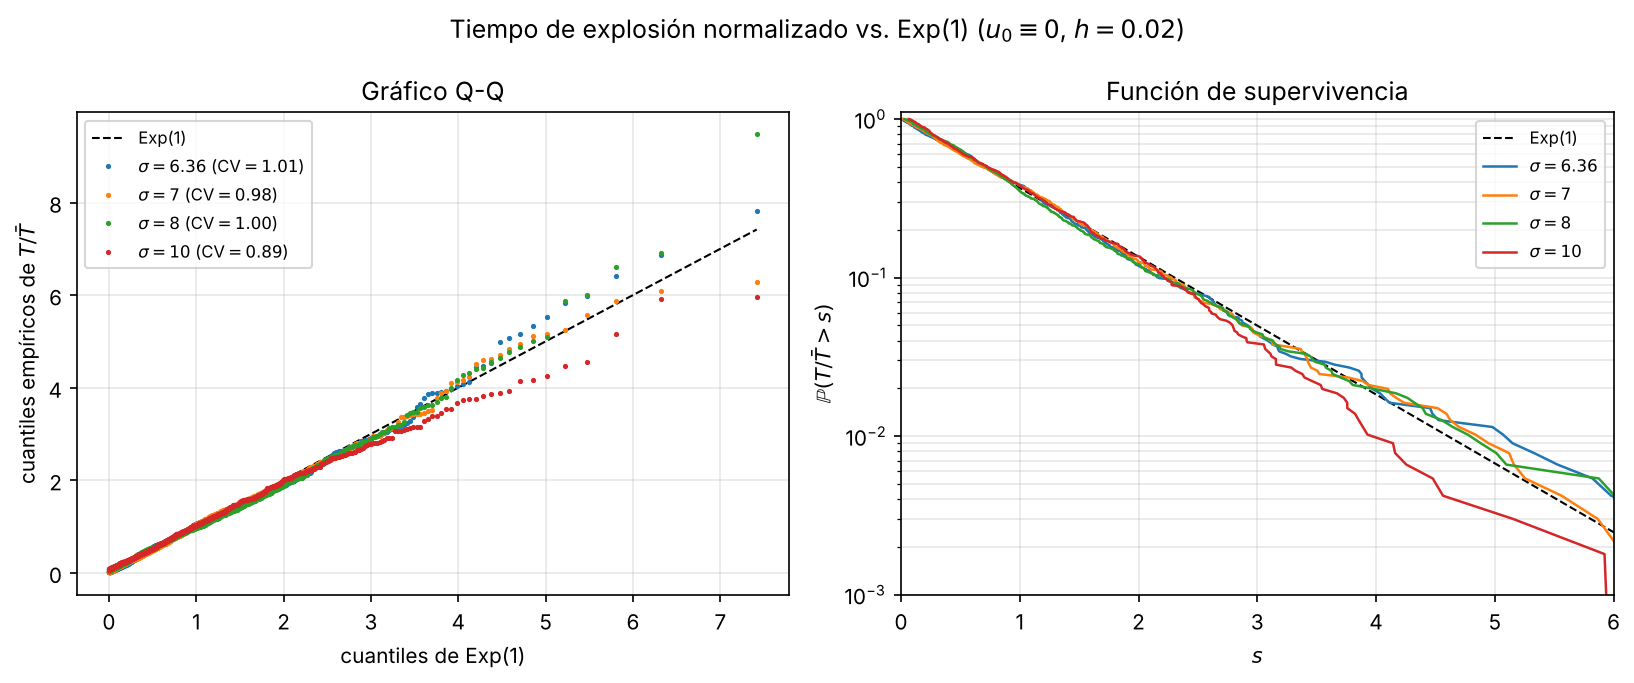 Tiempo de explosión normalizado vs. Exp(1) (u₀ ≡ 0, h = 0.02)
Gráfico Q-Q
Exp(1)
σ = 6.36 (CV = 1.01)
σ = 7 (CV = 0.98)
σ = 8 (CV = 1.00)
σ = 10 (CV = 0.89)
cuantiles empíricos de T/T̄
8
6
4
2
0
0 1 2 3 4 5 6 7
cuantiles de Exp(1)
Función de supervivencia
Exp(1)
σ = 6.36
σ = 7
σ = 8
σ = 10
ℙ(T/T̄ > s)
10⁰
10⁻¹
10⁻²
10⁻³
0 1 2 3 4 5 6
s